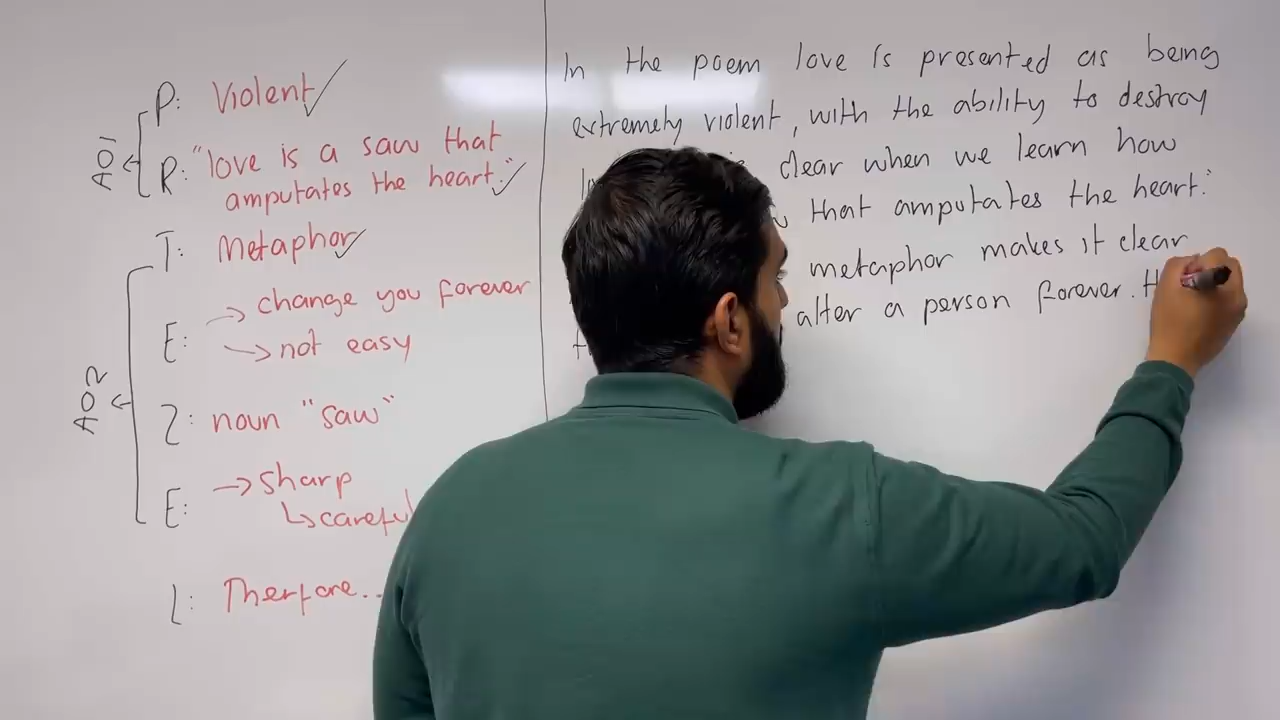 AO1
P: Violent
R: "love is a saw that
amputates the heart."
AO2
T: Metaphor
E: → change you forever
→ not easy
Z: noun "saw"
E: → sharp
↳ careful
L: Therfore..
In the poem love is presented as being
extremely violent, with the ability to destroy
clear when we learn how
that amputates the heart."
metaphor makes it clear
alter a person forever.